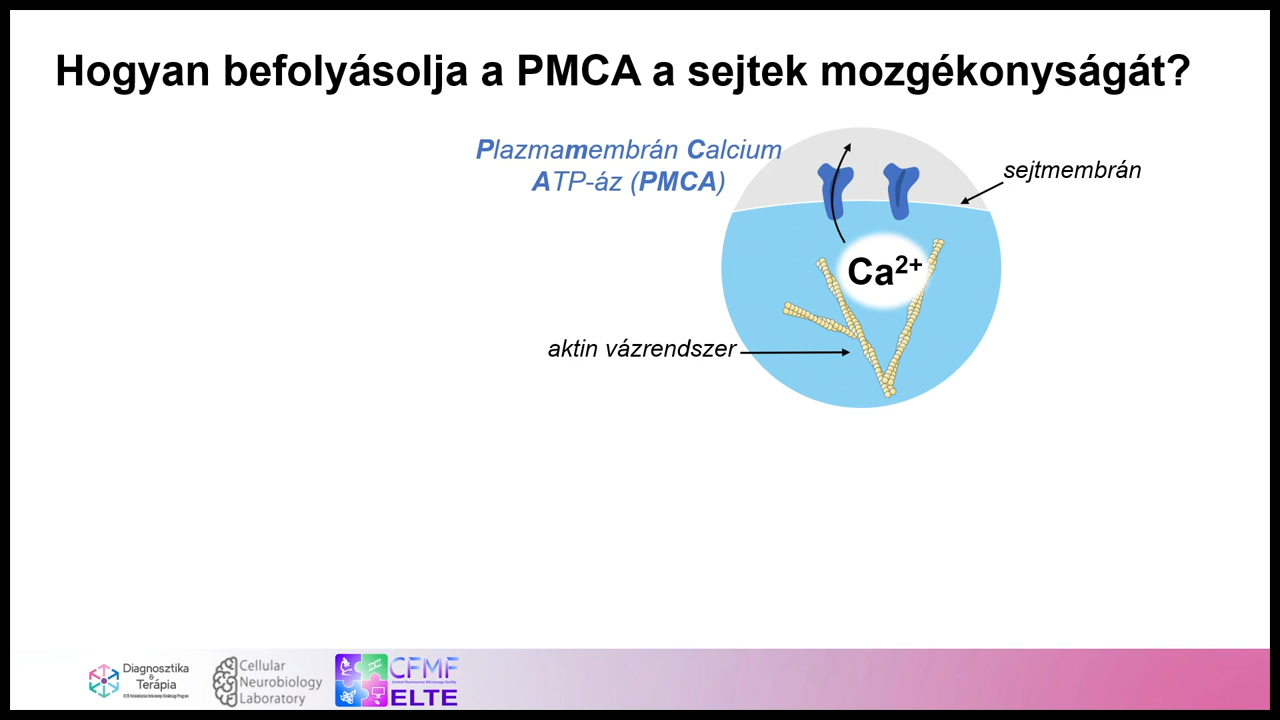 Hogyan befolyásolja a PMCA a sejtek mozgékonyságát?
Plazmamembrán Calcium
ATP-áz (PMCA)
sejtmembrán
Ca2+
aktin vázrendszer
Diagnosztika
&
Terápia
Cellular
Neurobiology
Laboratory
CFMF
ELTE